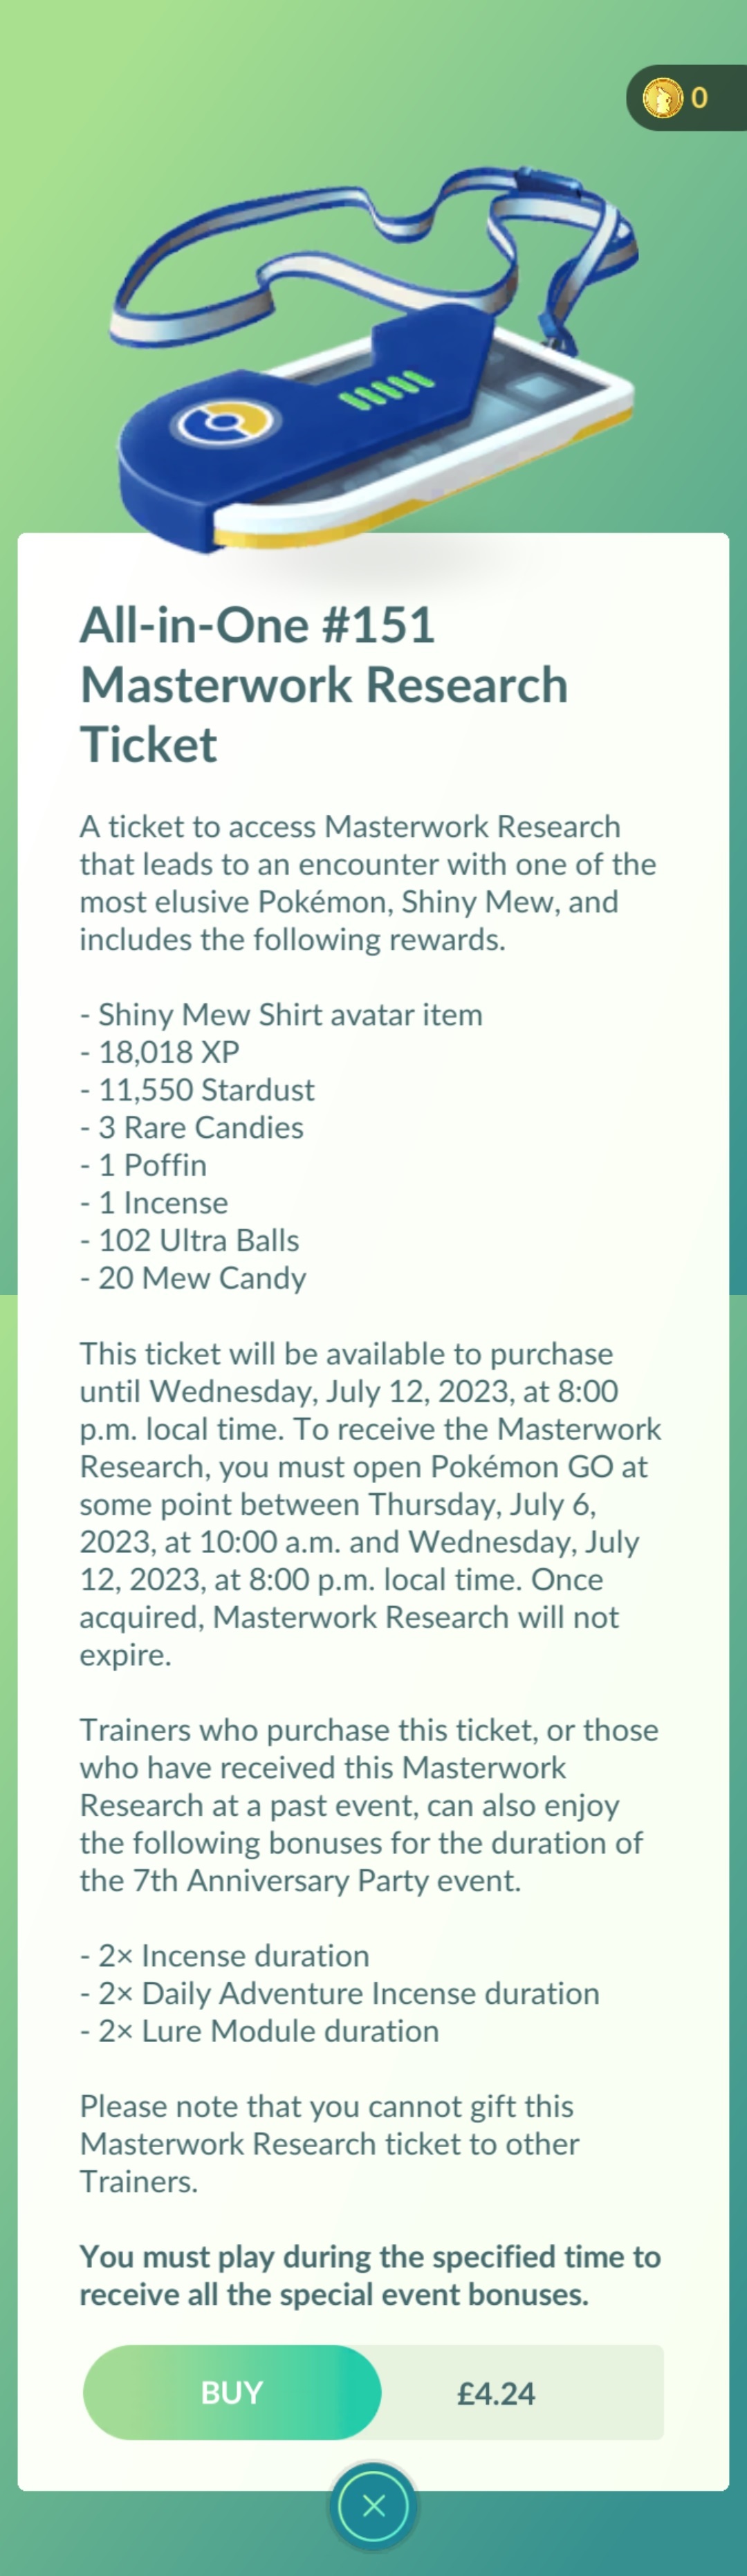 0
All-in-One #151
Masterwork Research
Ticket
A ticket to access Masterwork Research
that leads to an encounter with one of the
most elusive Pokémon, Shiny Mew, and
includes the following rewards.
- Shiny Mew Shirt avatar item
- 18,018 XP
- 11,550 Stardust
- 3 Rare Candies
- 1 Poffin
- 1 Incense
- 102 Ultra Balls
- 20 Mew Candy
This ticket will be available to purchase
until Wednesday, July 12, 2023, at 8:00
p.m. local time. To receive the Masterwork
Research, you must open Pokémon GO at
some point between Thursday, July 6,
2023, at 10:00 a.m. and Wednesday, July
12, 2023, at 8:00 p.m. local time. Once
acquired, Masterwork Research will not
expire.
Trainers who purchase this ticket, or those
who have received this Masterwork
Research at a past event, can also enjoy
the following bonuses for the duration of
the 7th Anniversary Party event.
- 2× Incense duration
- 2× Daily Adventure Incense duration
- 2× Lure Module duration
Please note that you cannot gift this
Masterwork Research ticket to other
Trainers.
You must play during the specified time to
receive all the special event bonuses.
BUY £4.24